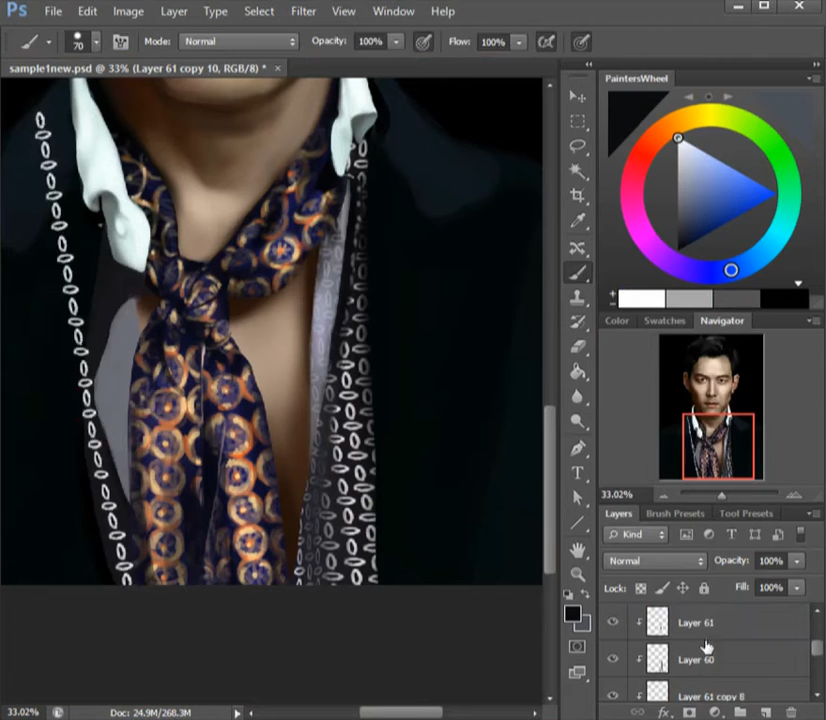 Ps File Edit Image Layer Type Select Filter View Window Help
70 Mode: Normal Opacity: 100% Flow: 100%
sample1new.psd @ 33% (Layer 61 copy 10, RGB/8) * ×
PaintersWheel
Color Swatches Navigator
33.02%
Layers Brush Presets Tool Presets
Kind
Normal Opacity: 100%
Lock: Fill: 100%
Layer 61
Layer 60
Layer 61 copy 8
fx
33.02% Doc: 24.9M/268.3M